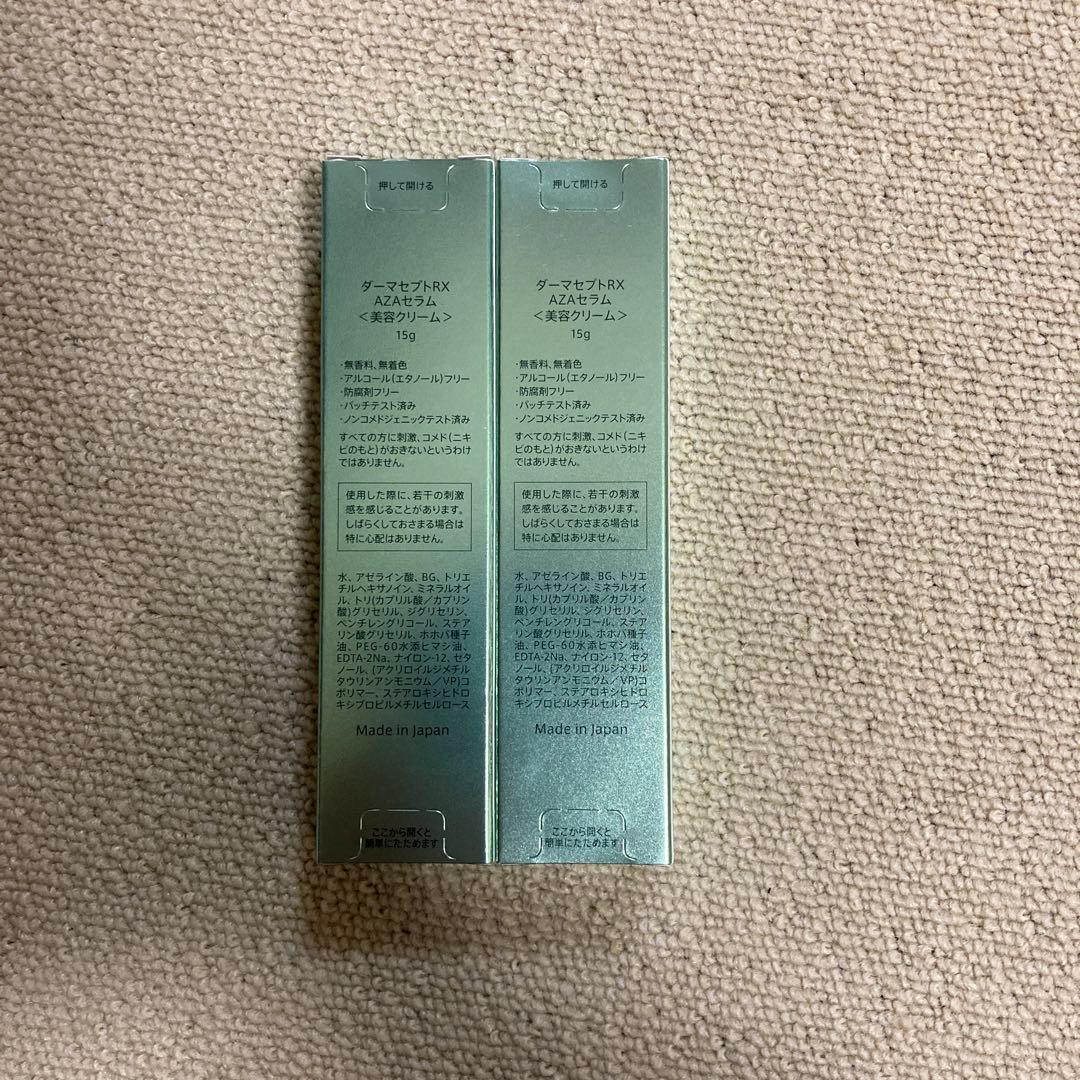 押して開ける
ダーマセプトRX
AZAセラム
＜美容クリーム＞
15g
・無香料、無着色
・アルコール(エタノール)フリー
・防腐剤フリー
・パッチテスト済み
・ノンコメドジェニックテスト済み
すべての方に刺激、コメド(ニキ
ビのもと)がおきないというわけ
ではありません。
使用した際に、若干の刺激
感を感じることがあります。
しばらくしておさまる場合は
特に心配はありません。
水、アゼライン酸、BG、トリエ
チルヘキサノイン、ミネラルオイ
ル、トリ(カプリル酸／カプリン
酸)グリセリル、ジグリセリン、
ペンチレングリコール、ステア
リン酸グリセリル、ホホバ種子
油、PEG-60水添ヒマシ油、
EDTA-2Na、ナイロン-12、セタ
ノール、(アクリロイルジメチル
タウリンアンモニウム／VP)コ
ポリマー、ステアロキシヒドロ
キシプロピルメチルセルロース
Made in Japan
ここから開くと
簡単にたためます
押して開ける
ダーマセプトRX
AZAセラム
＜美容クリーム＞
15g
・無香料、無着色
・アルコール(エタノール)フリー
・防腐剤フリー
・パッチテスト済み
・ノンコメドジェニックテスト済み
すべての方に刺激、コメド(ニキ
ビのもと)がおきないというわけ
ではありません。
使用した際に、若干の刺激
感を感じることがあります。
しばらくしておさまる場合は
特に心配はありません。
水、アゼライン酸、BG、トリエ
チルヘキサノイン、ミネラルオイ
ル、トリ(カプリル酸／カプリン
酸)グリセリル、ジグリセリン、
ペンチレングリコール、ステアリ
ン酸グリセリル、ホホバ種子
油、PEG-60水添ヒマシ油、
EDTA-2Na、ナイロン-12、セタ
ノール、(アクリロイルジメチル
タウリンアンモニウム／VP)コ
ポリマー、ステアロキシヒドロ
キシプロピルメチルセルロース
Made in Japan
ここから開くと
簡単にたためます